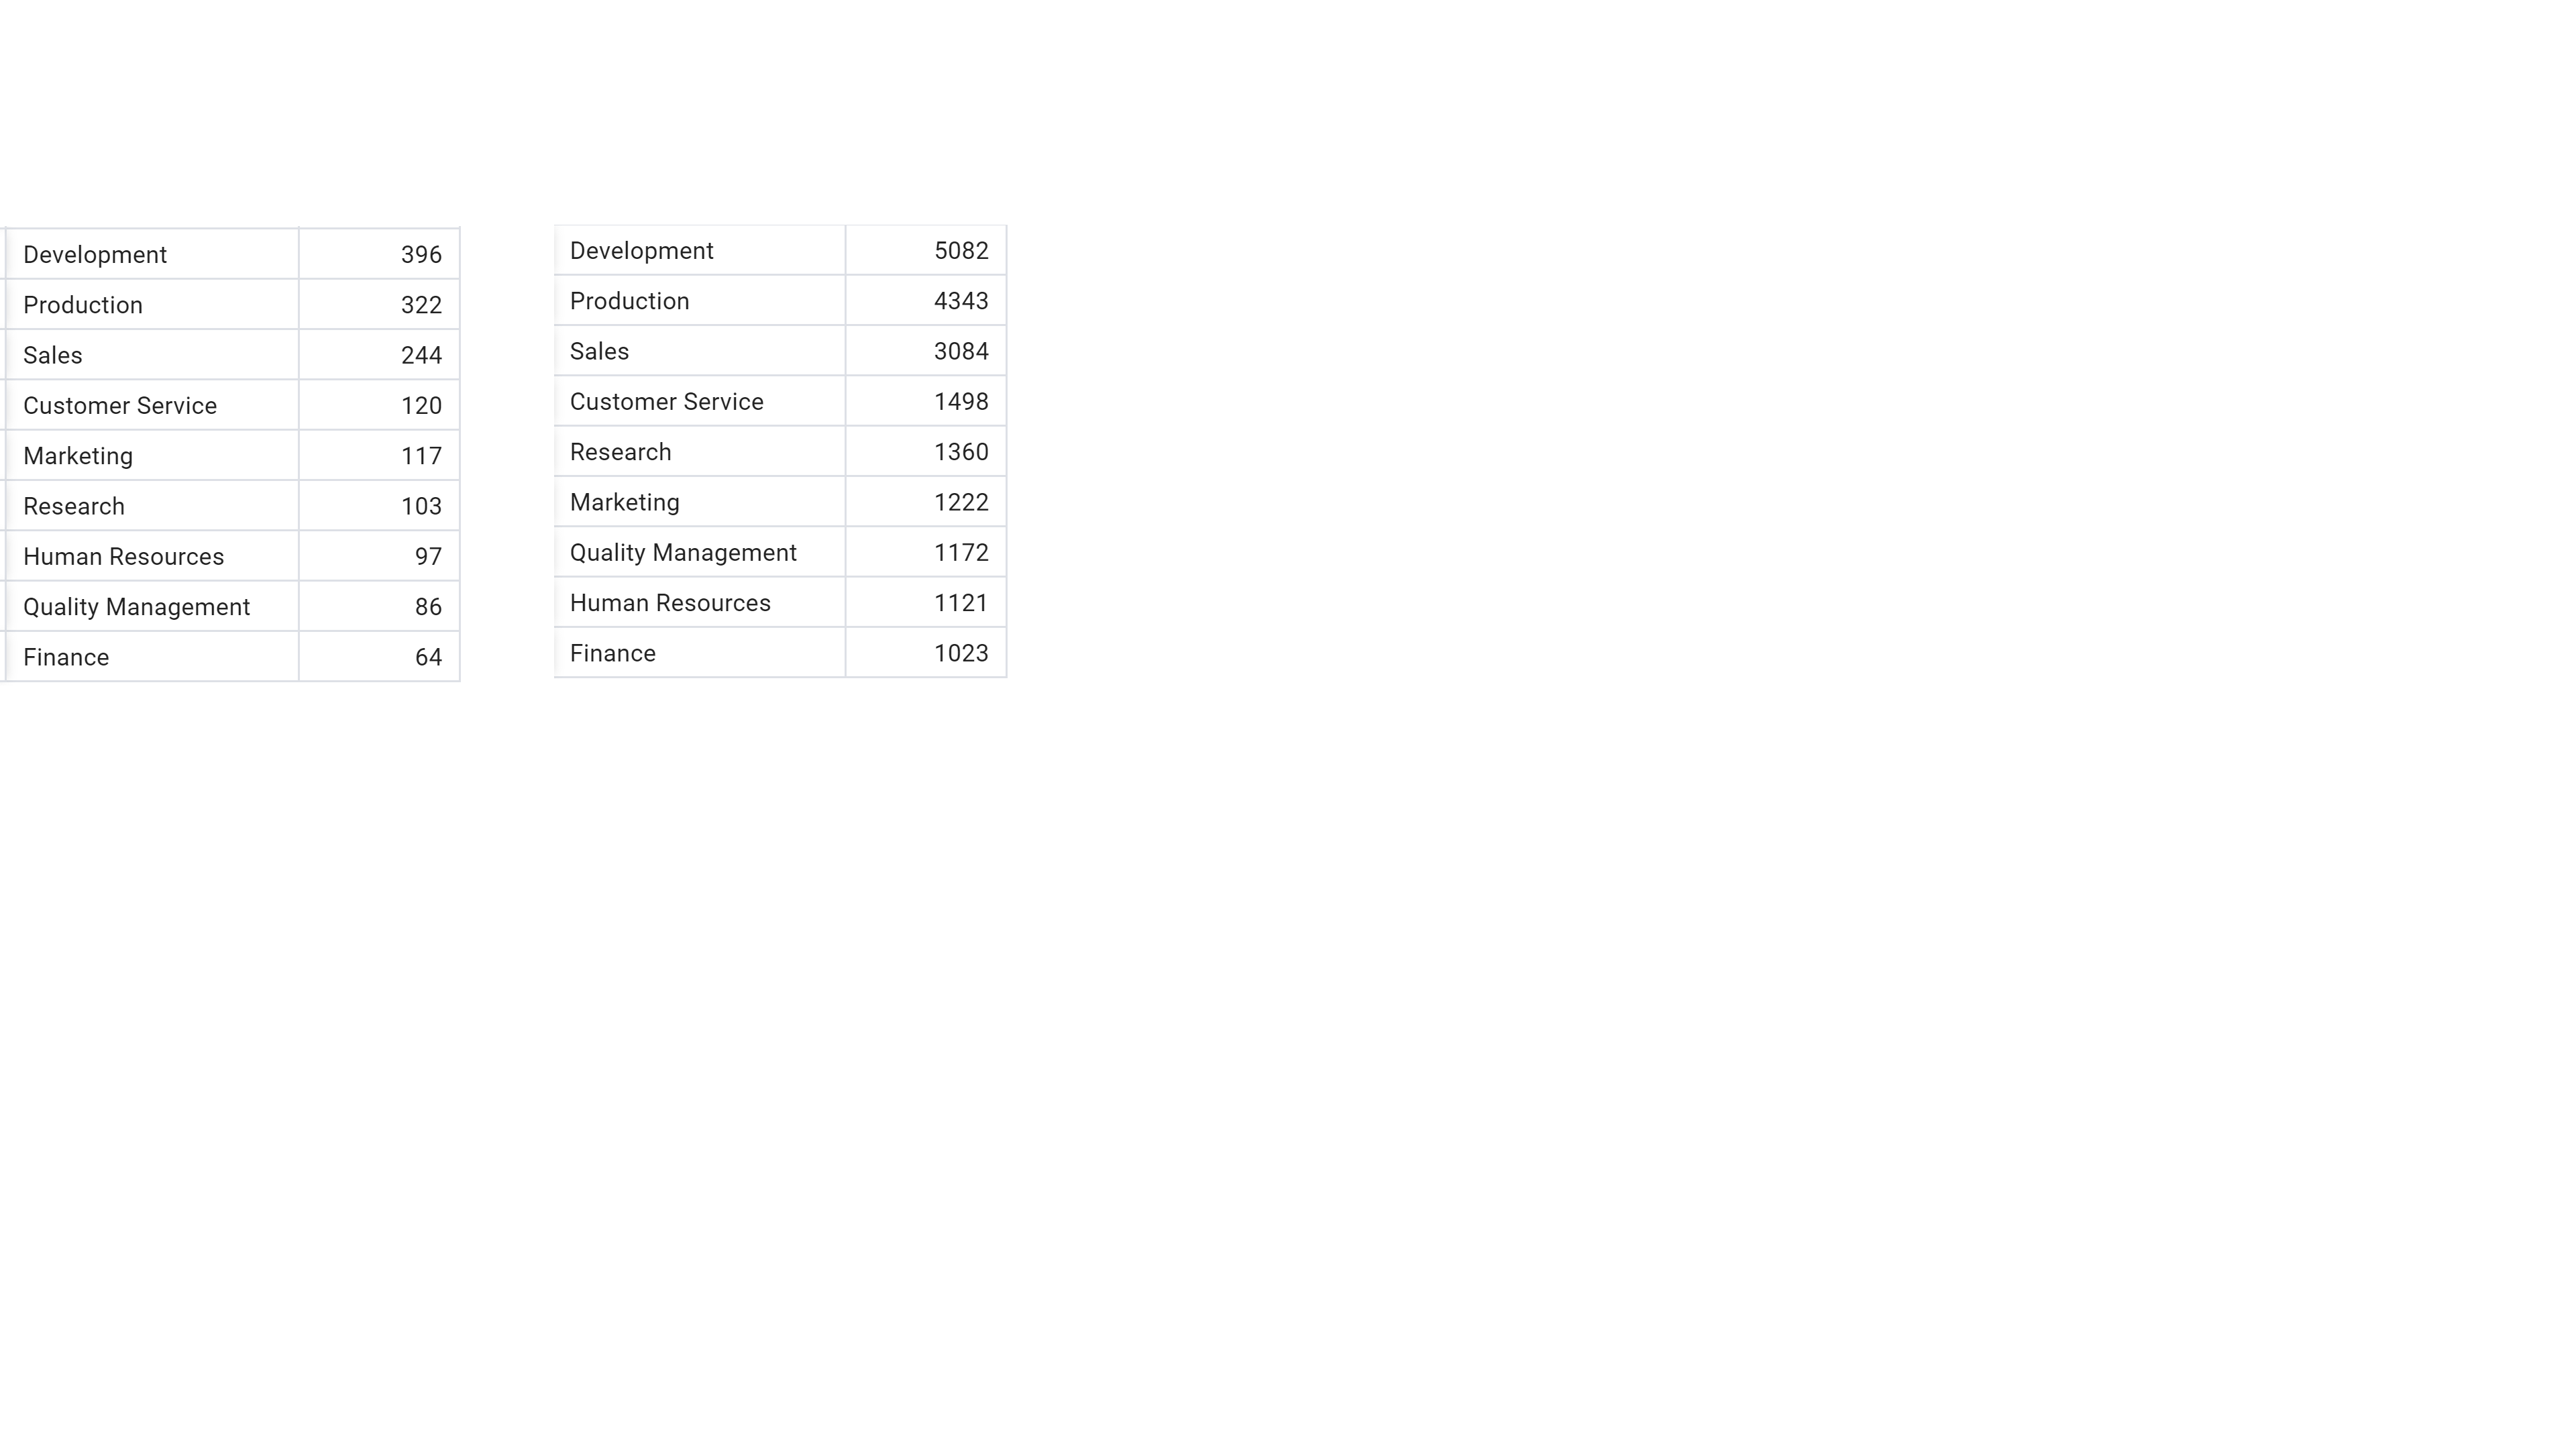 Development 396
Production 322
Sales 244
Customer Service 120
Marketing 117
Research 103
Human Resources 97
Quality Management 86
Finance 64
Development 5082
Production 4343
Sales 3084
Customer Service 1498
Research 1360
Marketing 1222
Quality Management 1172
Human Resources 1121
Finance 1023